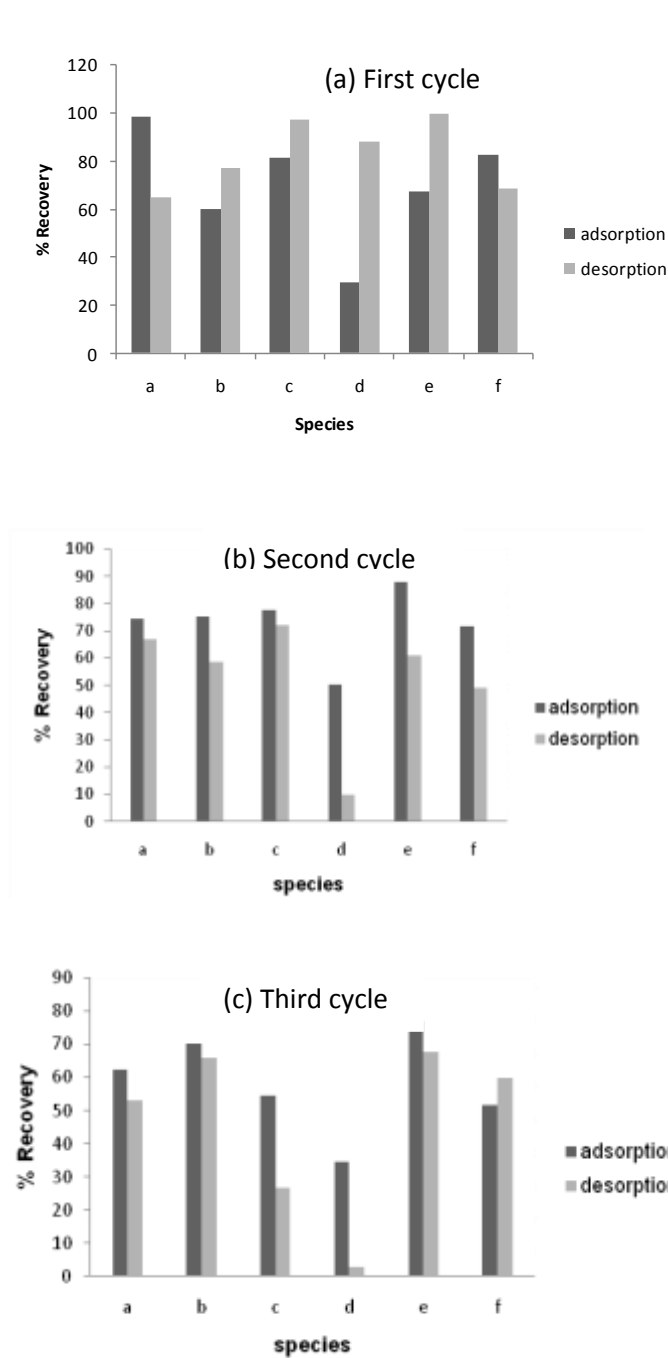 (a) First cycle
120
100
80
60
40
20
0
% Recovery
adsorption
desorption
a b c d e f
Species
(b) Second cycle
100
90
80
70
60
50
40
30
20
10
0
% Recovery
adsorption
desorption
a b c d e f
species
(c) Third cycle
90
80
70
60
50
40
30
20
10
0
% Recovery
adsorptio
desorptio
a b c d e f
species